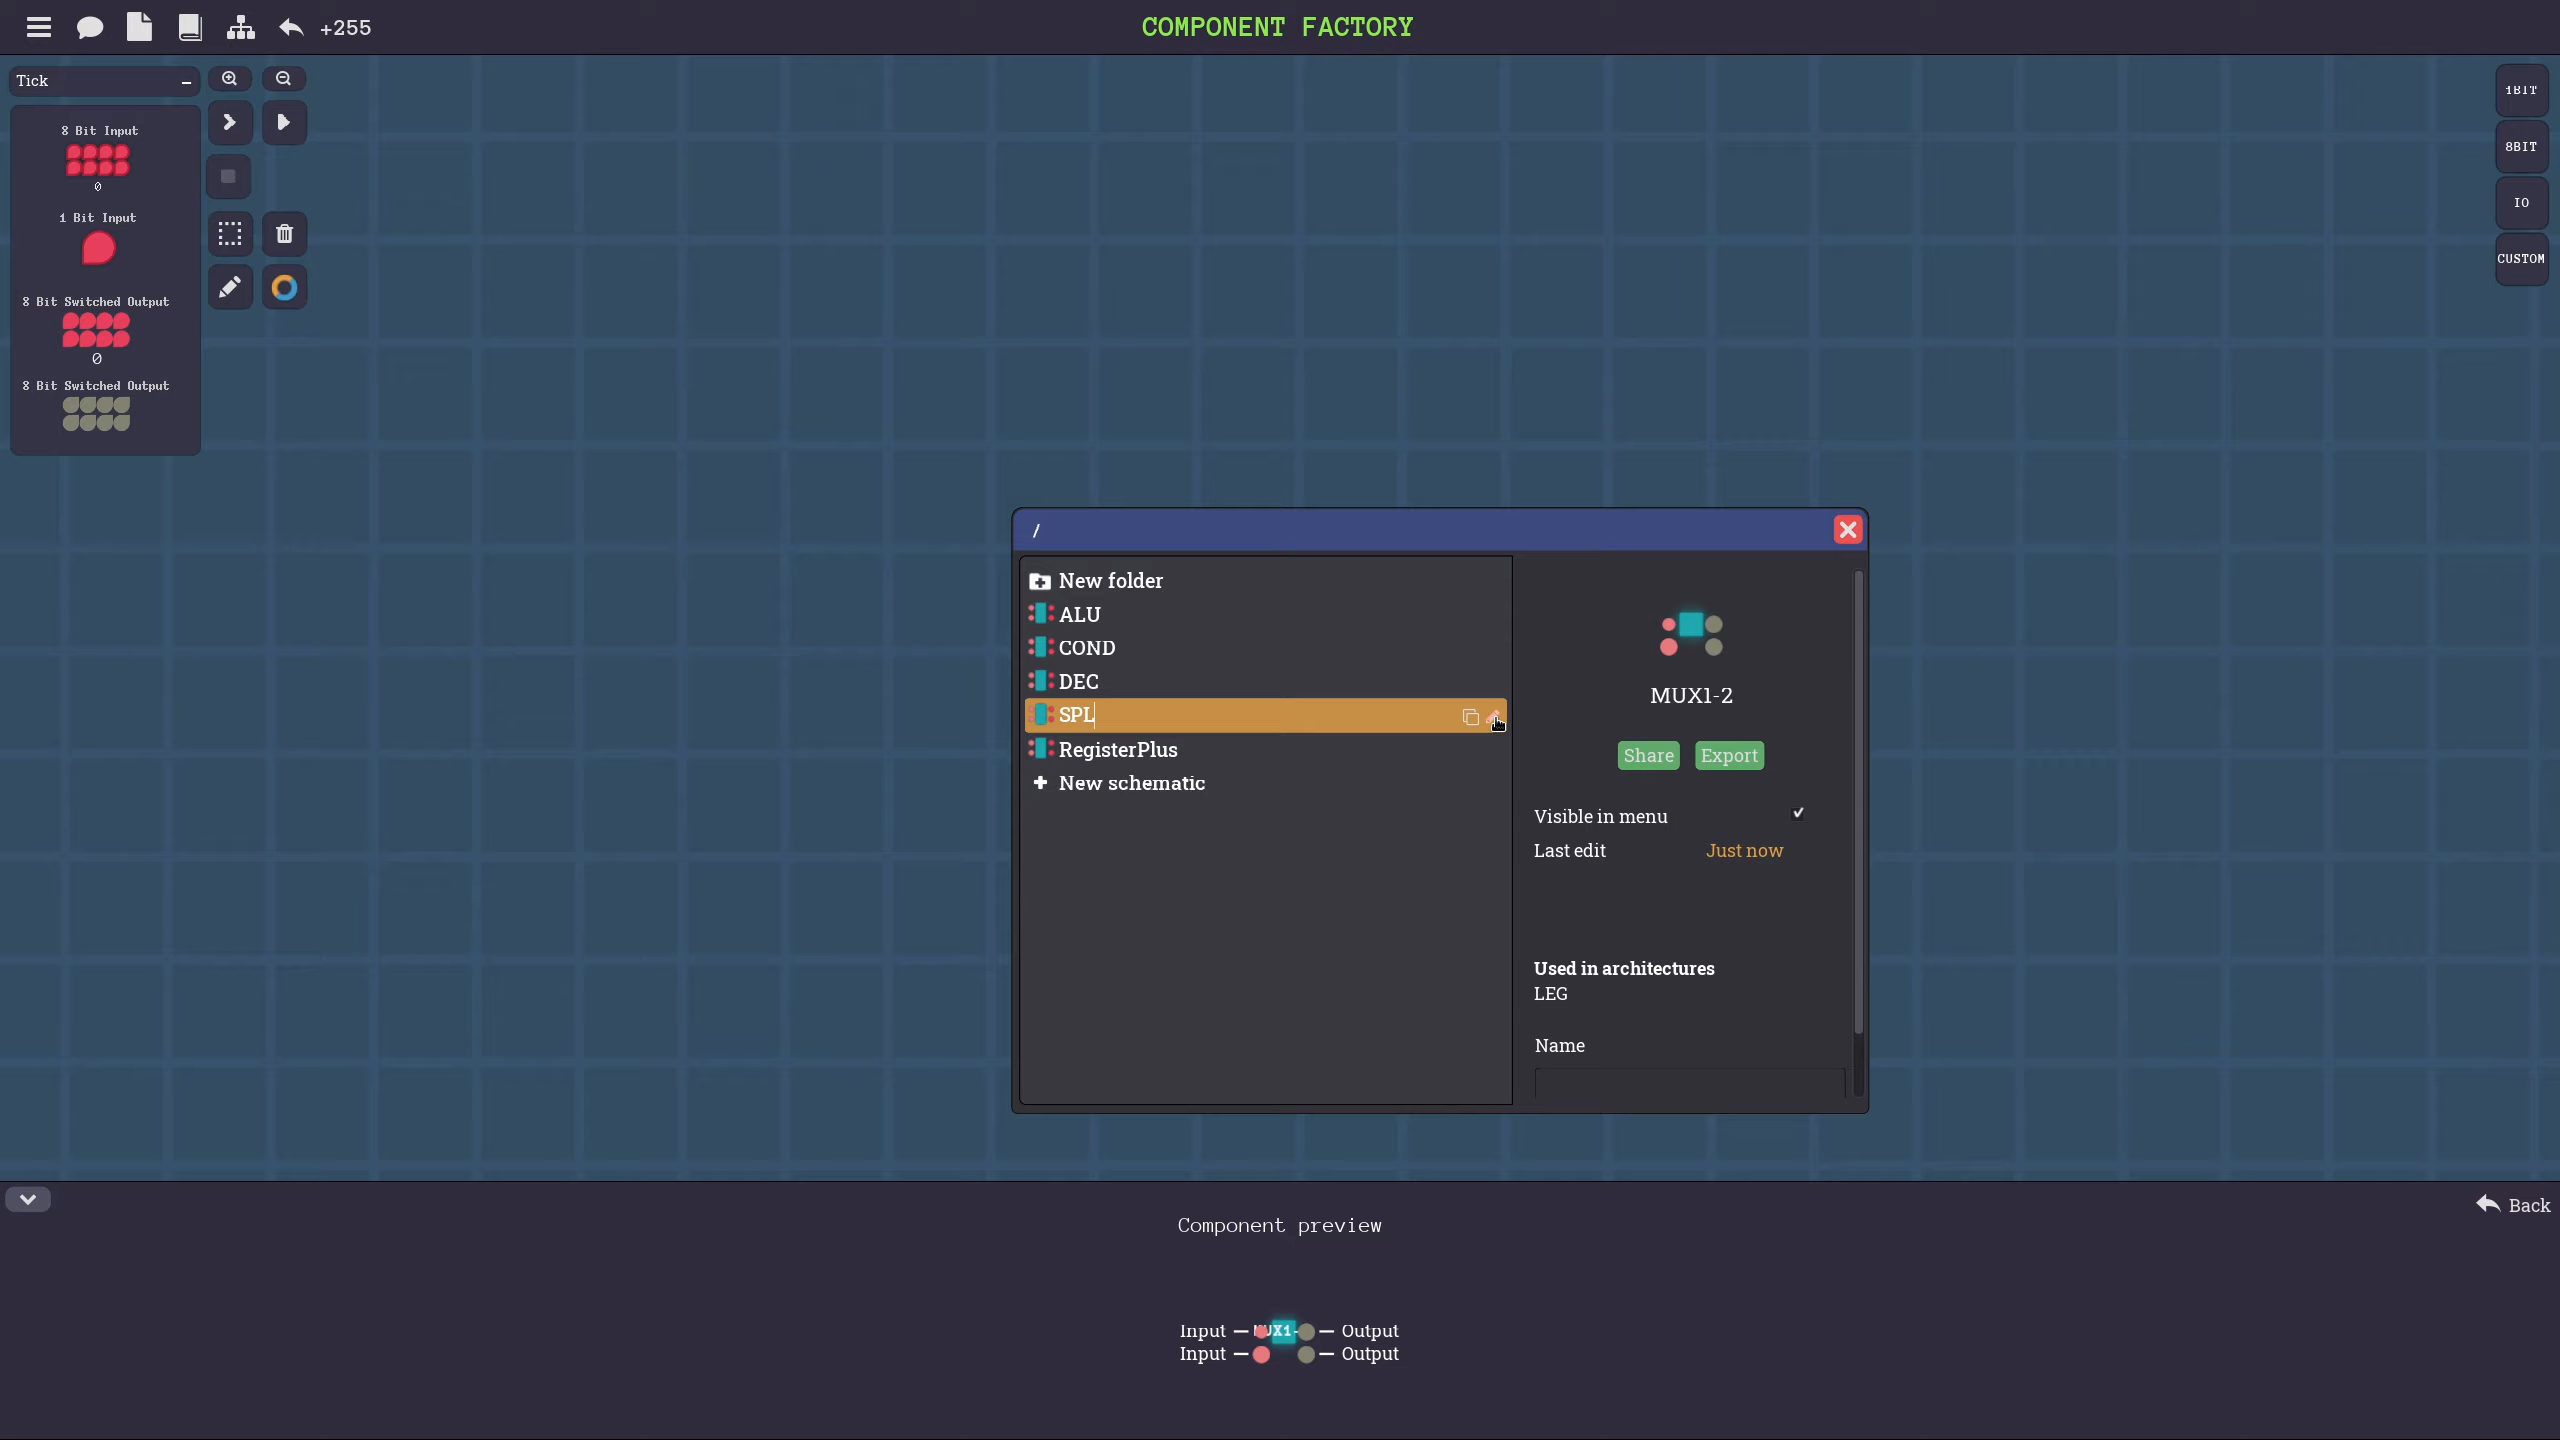 +255
COMPONENT FACTORY
Tick
8 Bit Input
0
1 Bit Input
8 Bit Switched Output
0
8 Bit Switched Output
1BIT
8BIT
IO
CUSTOM
/
New folder
ALU
COND
DEC
SPL
RegisterPlus
New schematic
MUX1-2
Share
Export
Visible in menu
Last edit
Just now
Used in architectures
LEG
Name
Back
Component preview
Input
Output
Input
Output